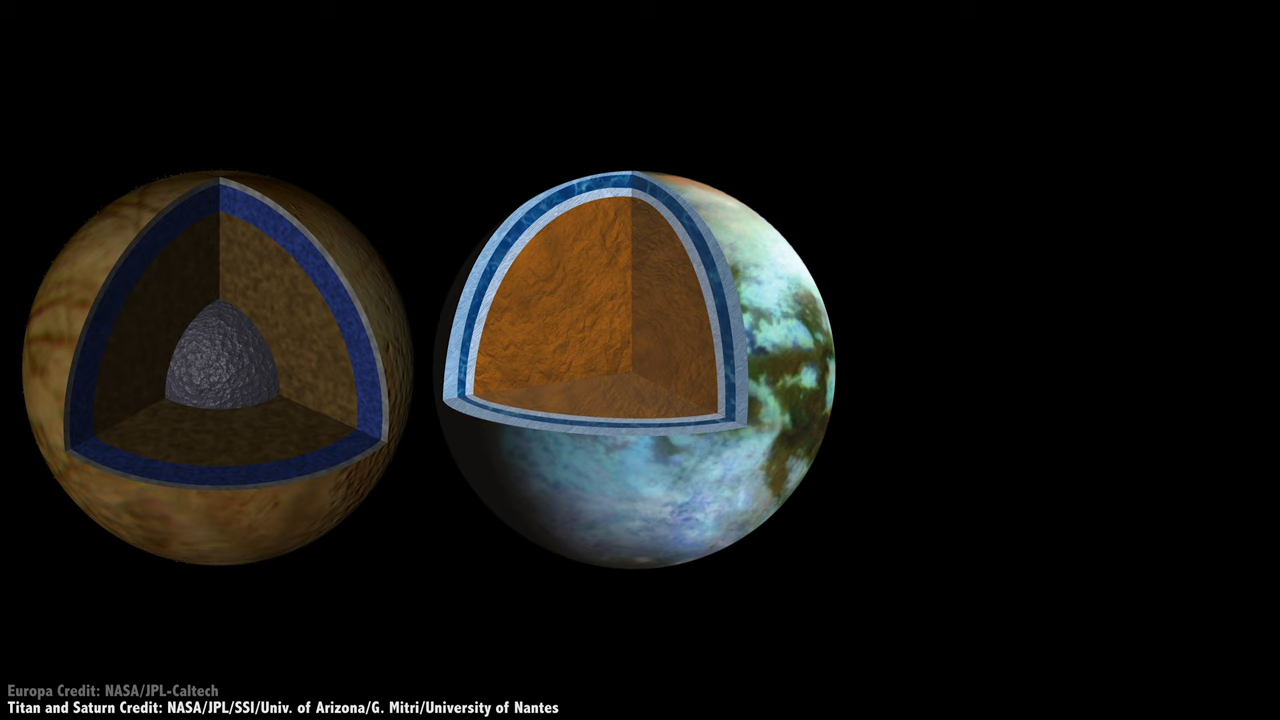 Europa Credit: NASA/JPL-Caltech
Titan and Saturn Credit: NASA/JPL/SSI/Univ. of Arizona/G. Mitri/University of Nantes